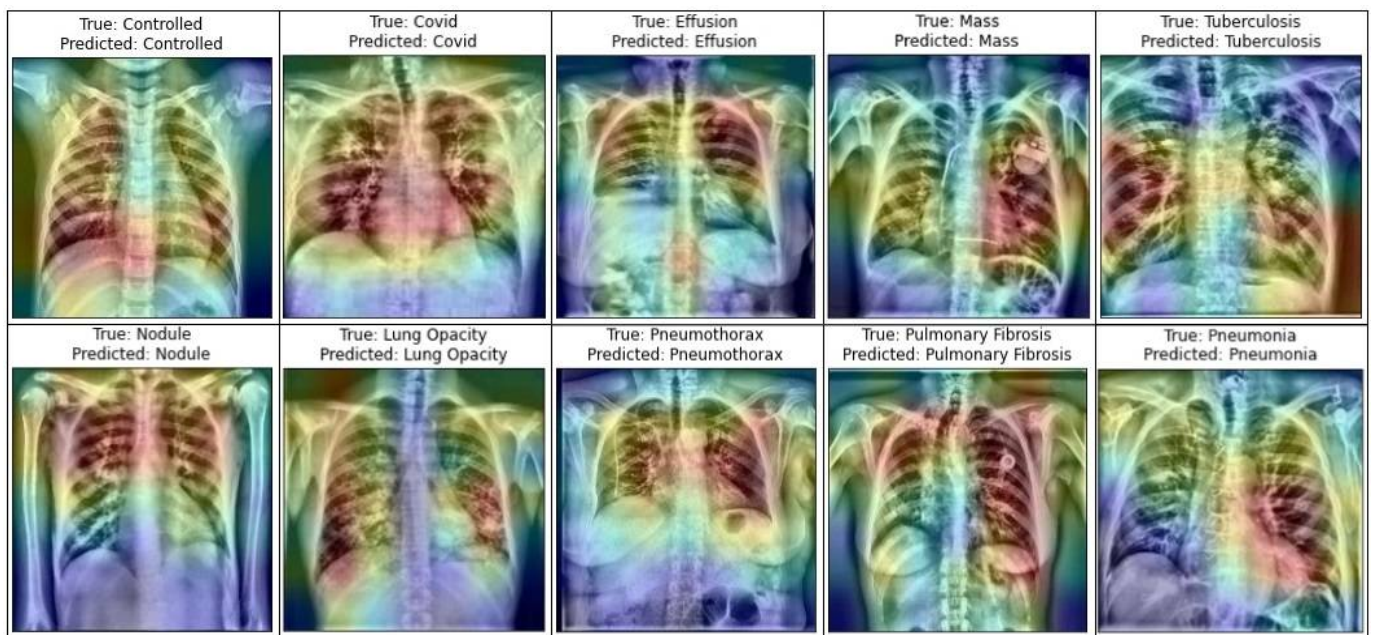 True: Controlled
Predicted: Controlled
True: Covid
Predicted: Covid
True: Effusion
Predicted: Effusion
True: Mass
Predicted: Mass
True: Tuberculosis
Predicted: Tuberculosis
True: Nodule
Predicted: Nodule
True: Lung Opacity
Predicted: Lung Opacity
True: Pneumothorax
Predicted: Pneumothorax
True: Pulmonary Fibrosis
Predicted: Pulmonary Fibrosis
True: Pneumonia
Predicted: Pneumonia